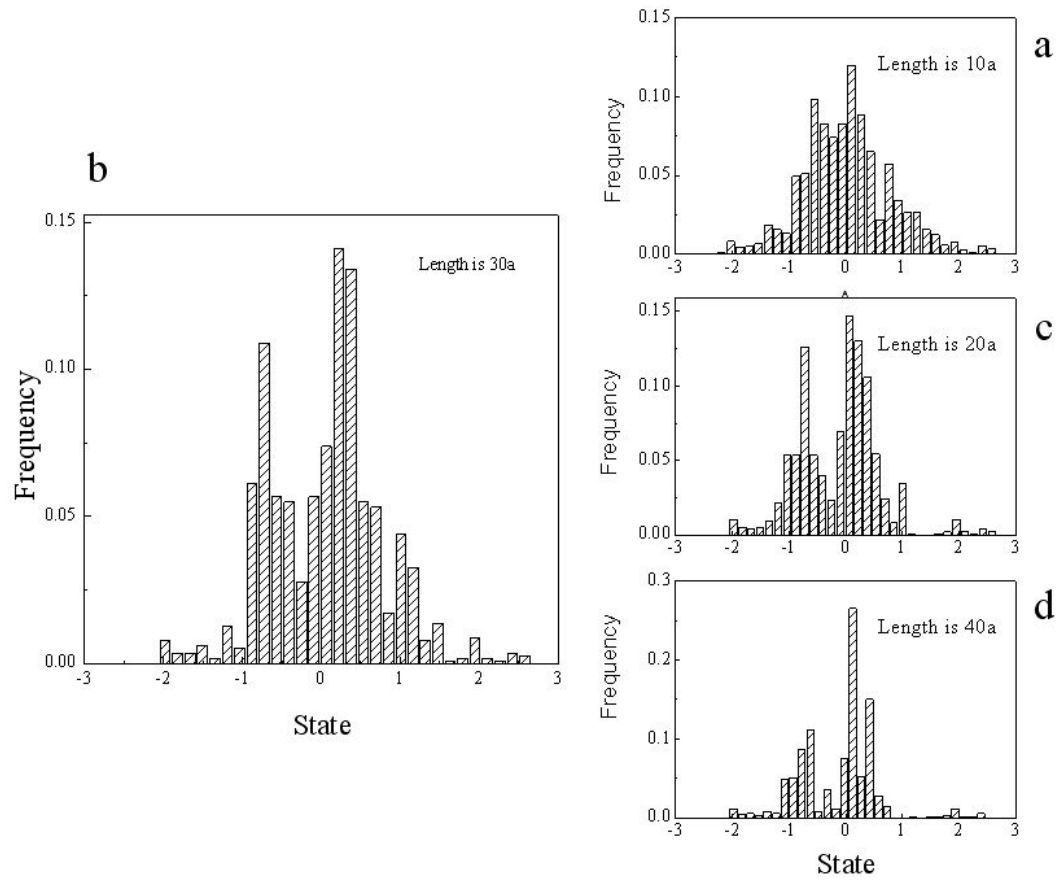 b
0.15
Length is 30a
0.10
0.05
0.00
-3 -2 -1 0 1 2 3
Frequency
State
a
0.15
Length is 10a
0.10
0.05
0.00
-3 -2 -1 0 1 2 3
Frequency
c
0.15
Length is 20a
0.10
0.05
0.00
-3 -2 -1 0 1 2 3
Frequency
d
0.3
Length is 40a
0.2
0.1
0.0
-3 -2 -1 0 1 2 3
Frequency
State